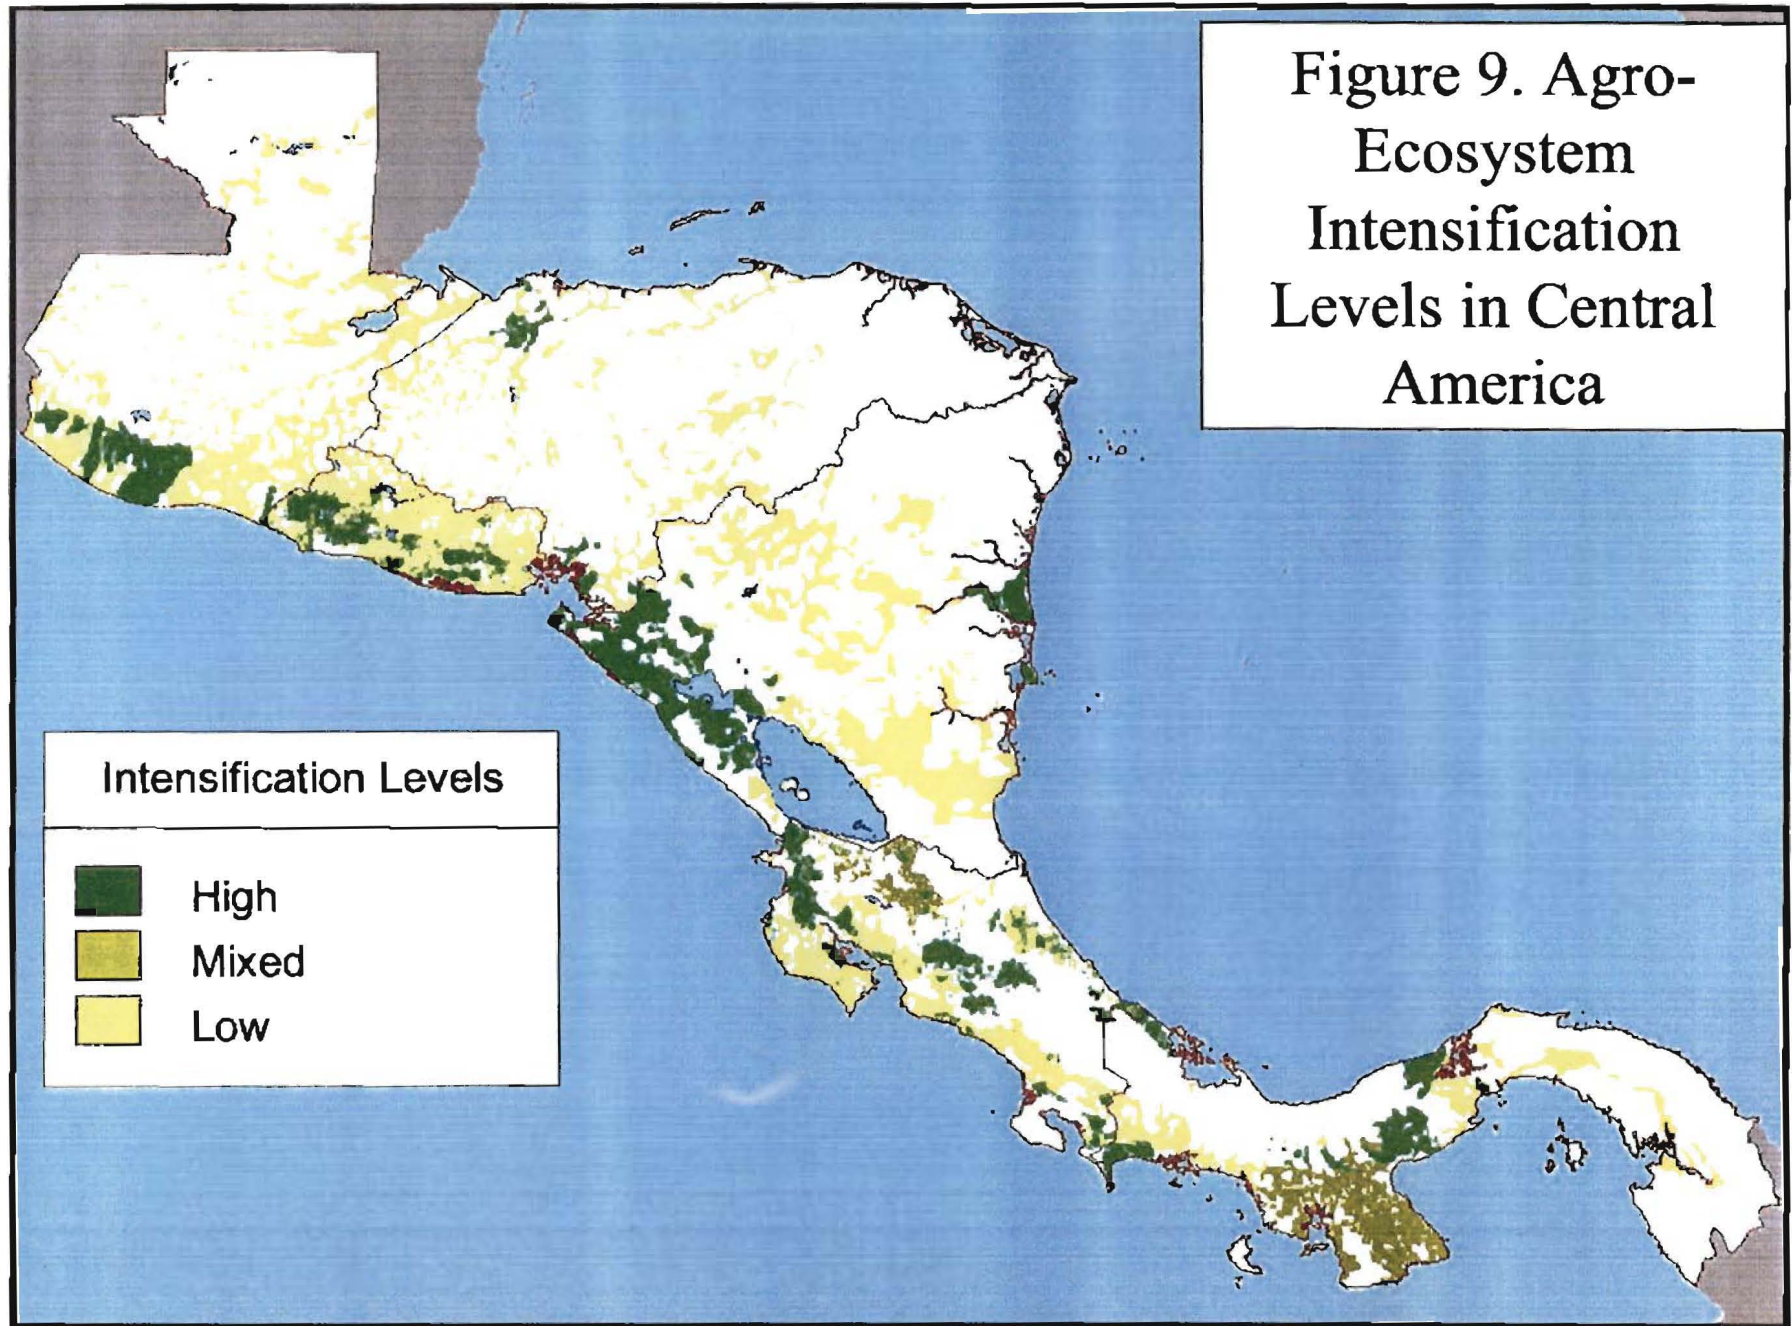 Figure 9. Agro-
Ecosystem
Intensification
Levels in Central
America
Intensification Levels
High
Mixed
Low